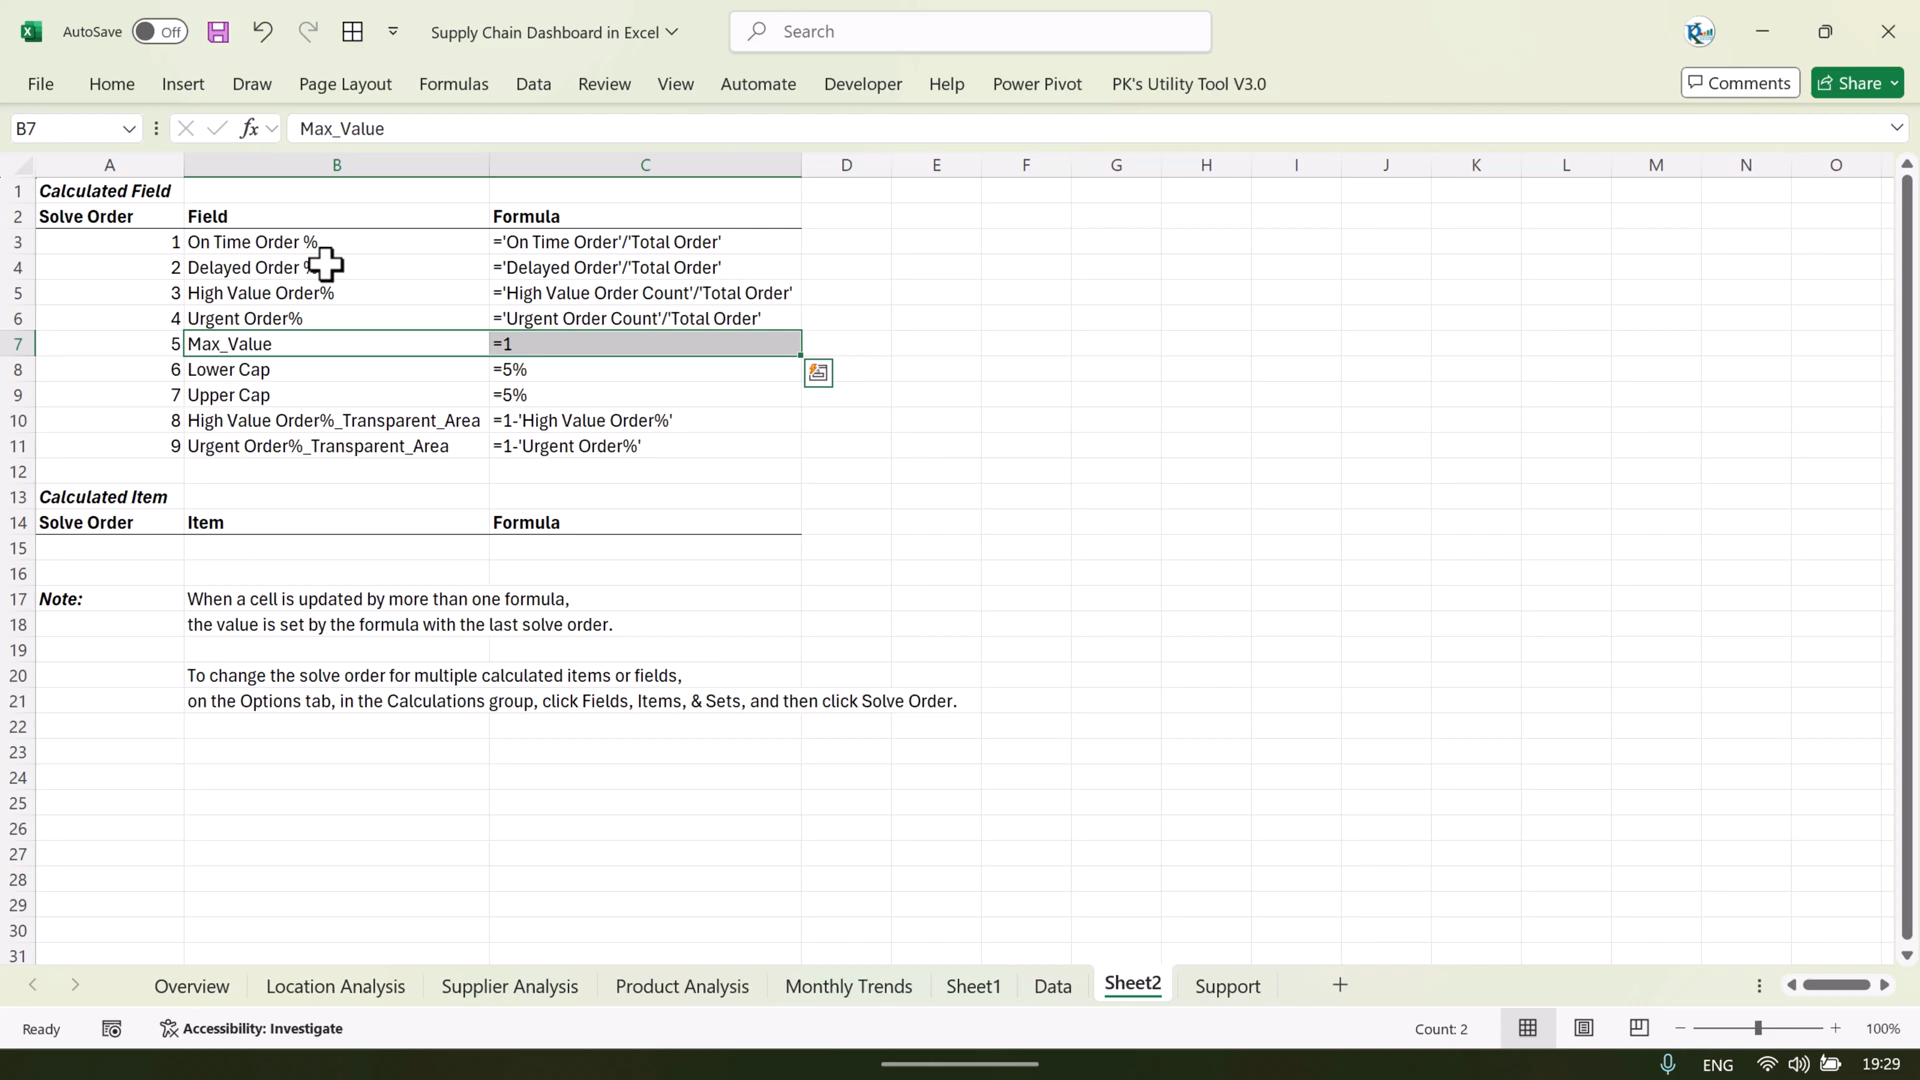 AutoSave Off Supply Chain Dashboard in Excel Search
File Home Insert Draw Page Layout Formulas Data Review View Automate Developer Help Power Pivot PK's Utility Tool V3.0 Comments Share
B7 fx Max_Value
A B C D E F G H I J K L M N O
1 Calculated Field
2 Solve Order Field Formula
3 1 On Time Order % ='On Time Order'/'Total Order'
4 2 Delayed Order ='Delayed Order'/'Total Order'
5 3 High Value Order% ='High Value Order Count'/'Total Order'
6 4 Urgent Order% ='Urgent Order Count'/'Total Order'
7 5 Max_Value =1
8 6 Lower Cap =5%
9 7 Upper Cap =5%
10 8 High Value Order%_Transparent_Area =1-'High Value Order%'
11 9 Urgent Order%_Transparent_Area =1-'Urgent Order%'
12
13 Calculated Item
14 Solve Order Item Formula
15
16
17 Note: When a cell is updated by more than one formula,
18 the value is set by the formula with the last solve order.
19
20 To change the solve order for multiple calculated items or fields,
21 on the Options tab, in the Calculations group, click Fields, Items, & Sets, and then click Solve Order.
22
23
24
25
26
27
28
29
30
31
Overview Location Analysis Supplier Analysis Product Analysis Monthly Trends Sheet1 Data Sheet2 Support
Ready Accessibility: Investigate Count: 2 100%
ENG 19:29